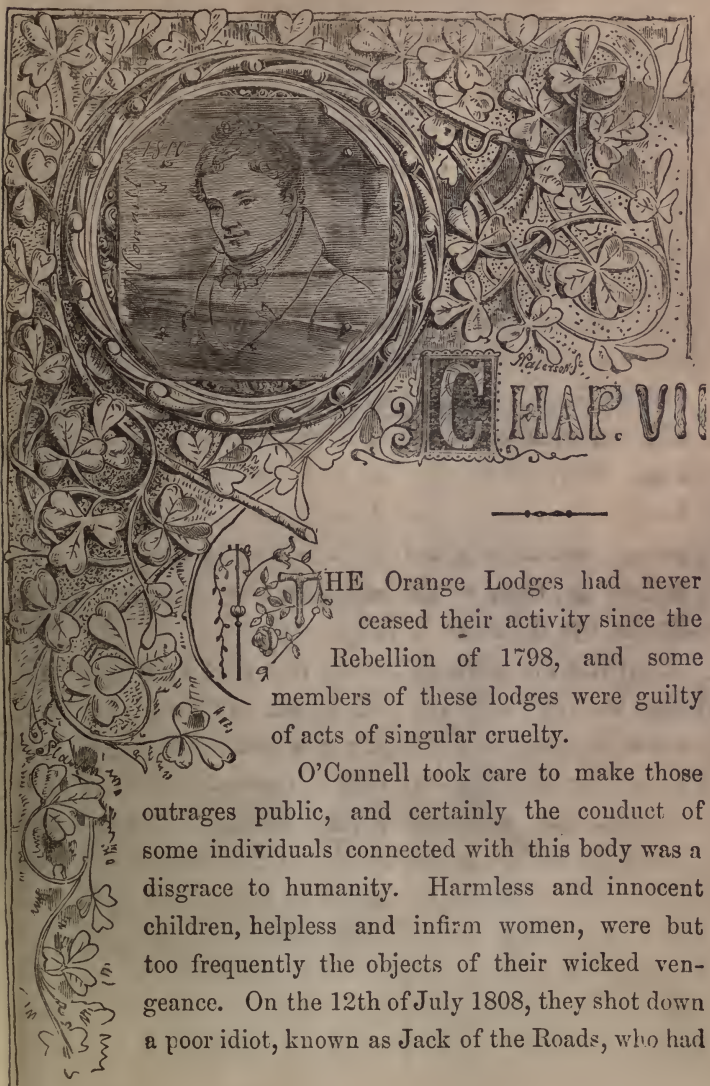 Paterson Sc
CHAP. VII
THE Orange Lodges had never
ceased their activity since the
Rebellion of 1798, and some
members of these lodges were guilty
of acts of singular cruelty.
O'Connell took care to make those
outrages public, and certainly the conduct of
some individuals connected with this body was a
disgrace to humanity. Harmless and innocent
children, helpless and infirm women, were but
too frequently the objects of their wicked ven-
geance. On the 12th of July 1808, they shot down
a poor idiot, known as Jack of the Roads, who had